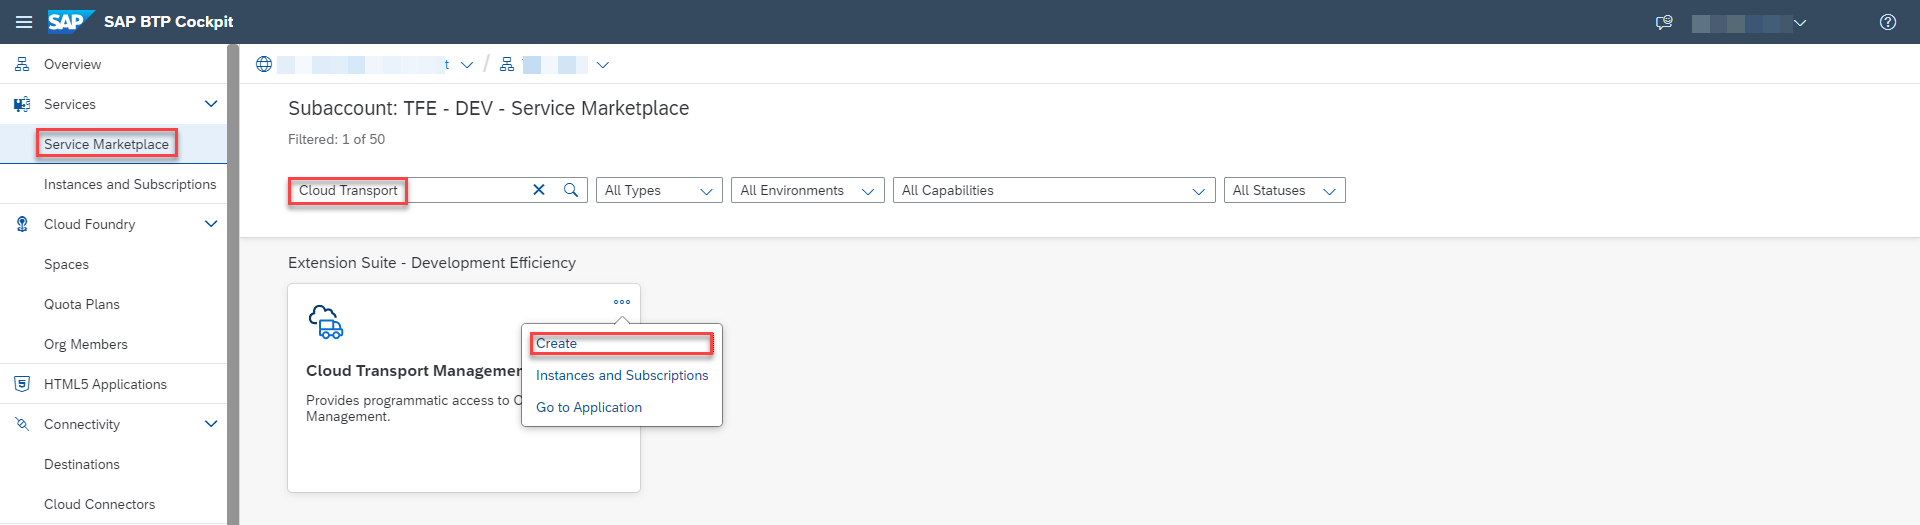 SAP SAP BTP Cockpit
Overview
Services
Service Marketplace
Instances and Subscriptions
Cloud Foundry
Spaces
Quota Plans
Org Members
HTML5 Applications
Connectivity
Destinations
Cloud Connectors
t /
Subaccount: TFE - DEV - Service Marketplace
Filtered: 1 of 50
Cloud Transport All Types All Environments All Capabilities All Statuses
Extension Suite - Development Efficiency
Cloud Transport
Provides programmatic access to
Management.
Create
Instances and Subscriptions
Go to Application